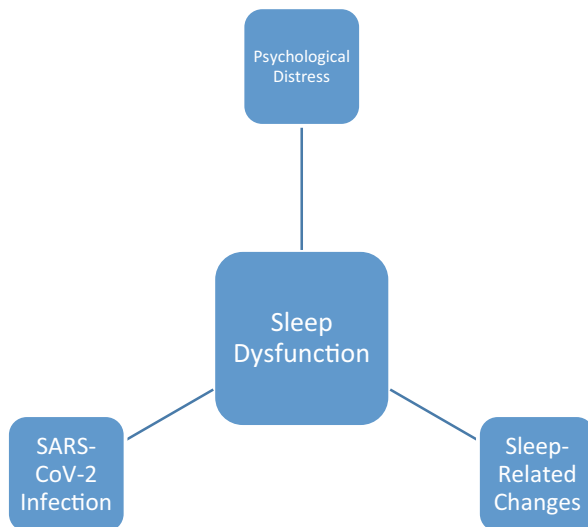 Psychological
Distress
Sleep
Dysfunction
SARS-
CoV-2
Infection
Sleep-
Related
Changes